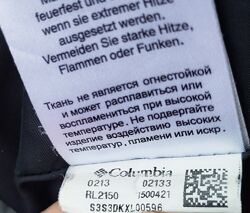 feuerfest und
wenn sie extremer Hitze
ausgesetzt werden.
Vermeiden Sie starke Hitze,
Flammen oder Funken.
Ткань не является огнестойкой
и может расплавиться или
воспламениться при высокой
температуре. Не подвергайте
изделие воздействию высоких
температур, пламени или искр.
Columbia
0213 02133
RL2150 1500421
S3S3DKXL00596